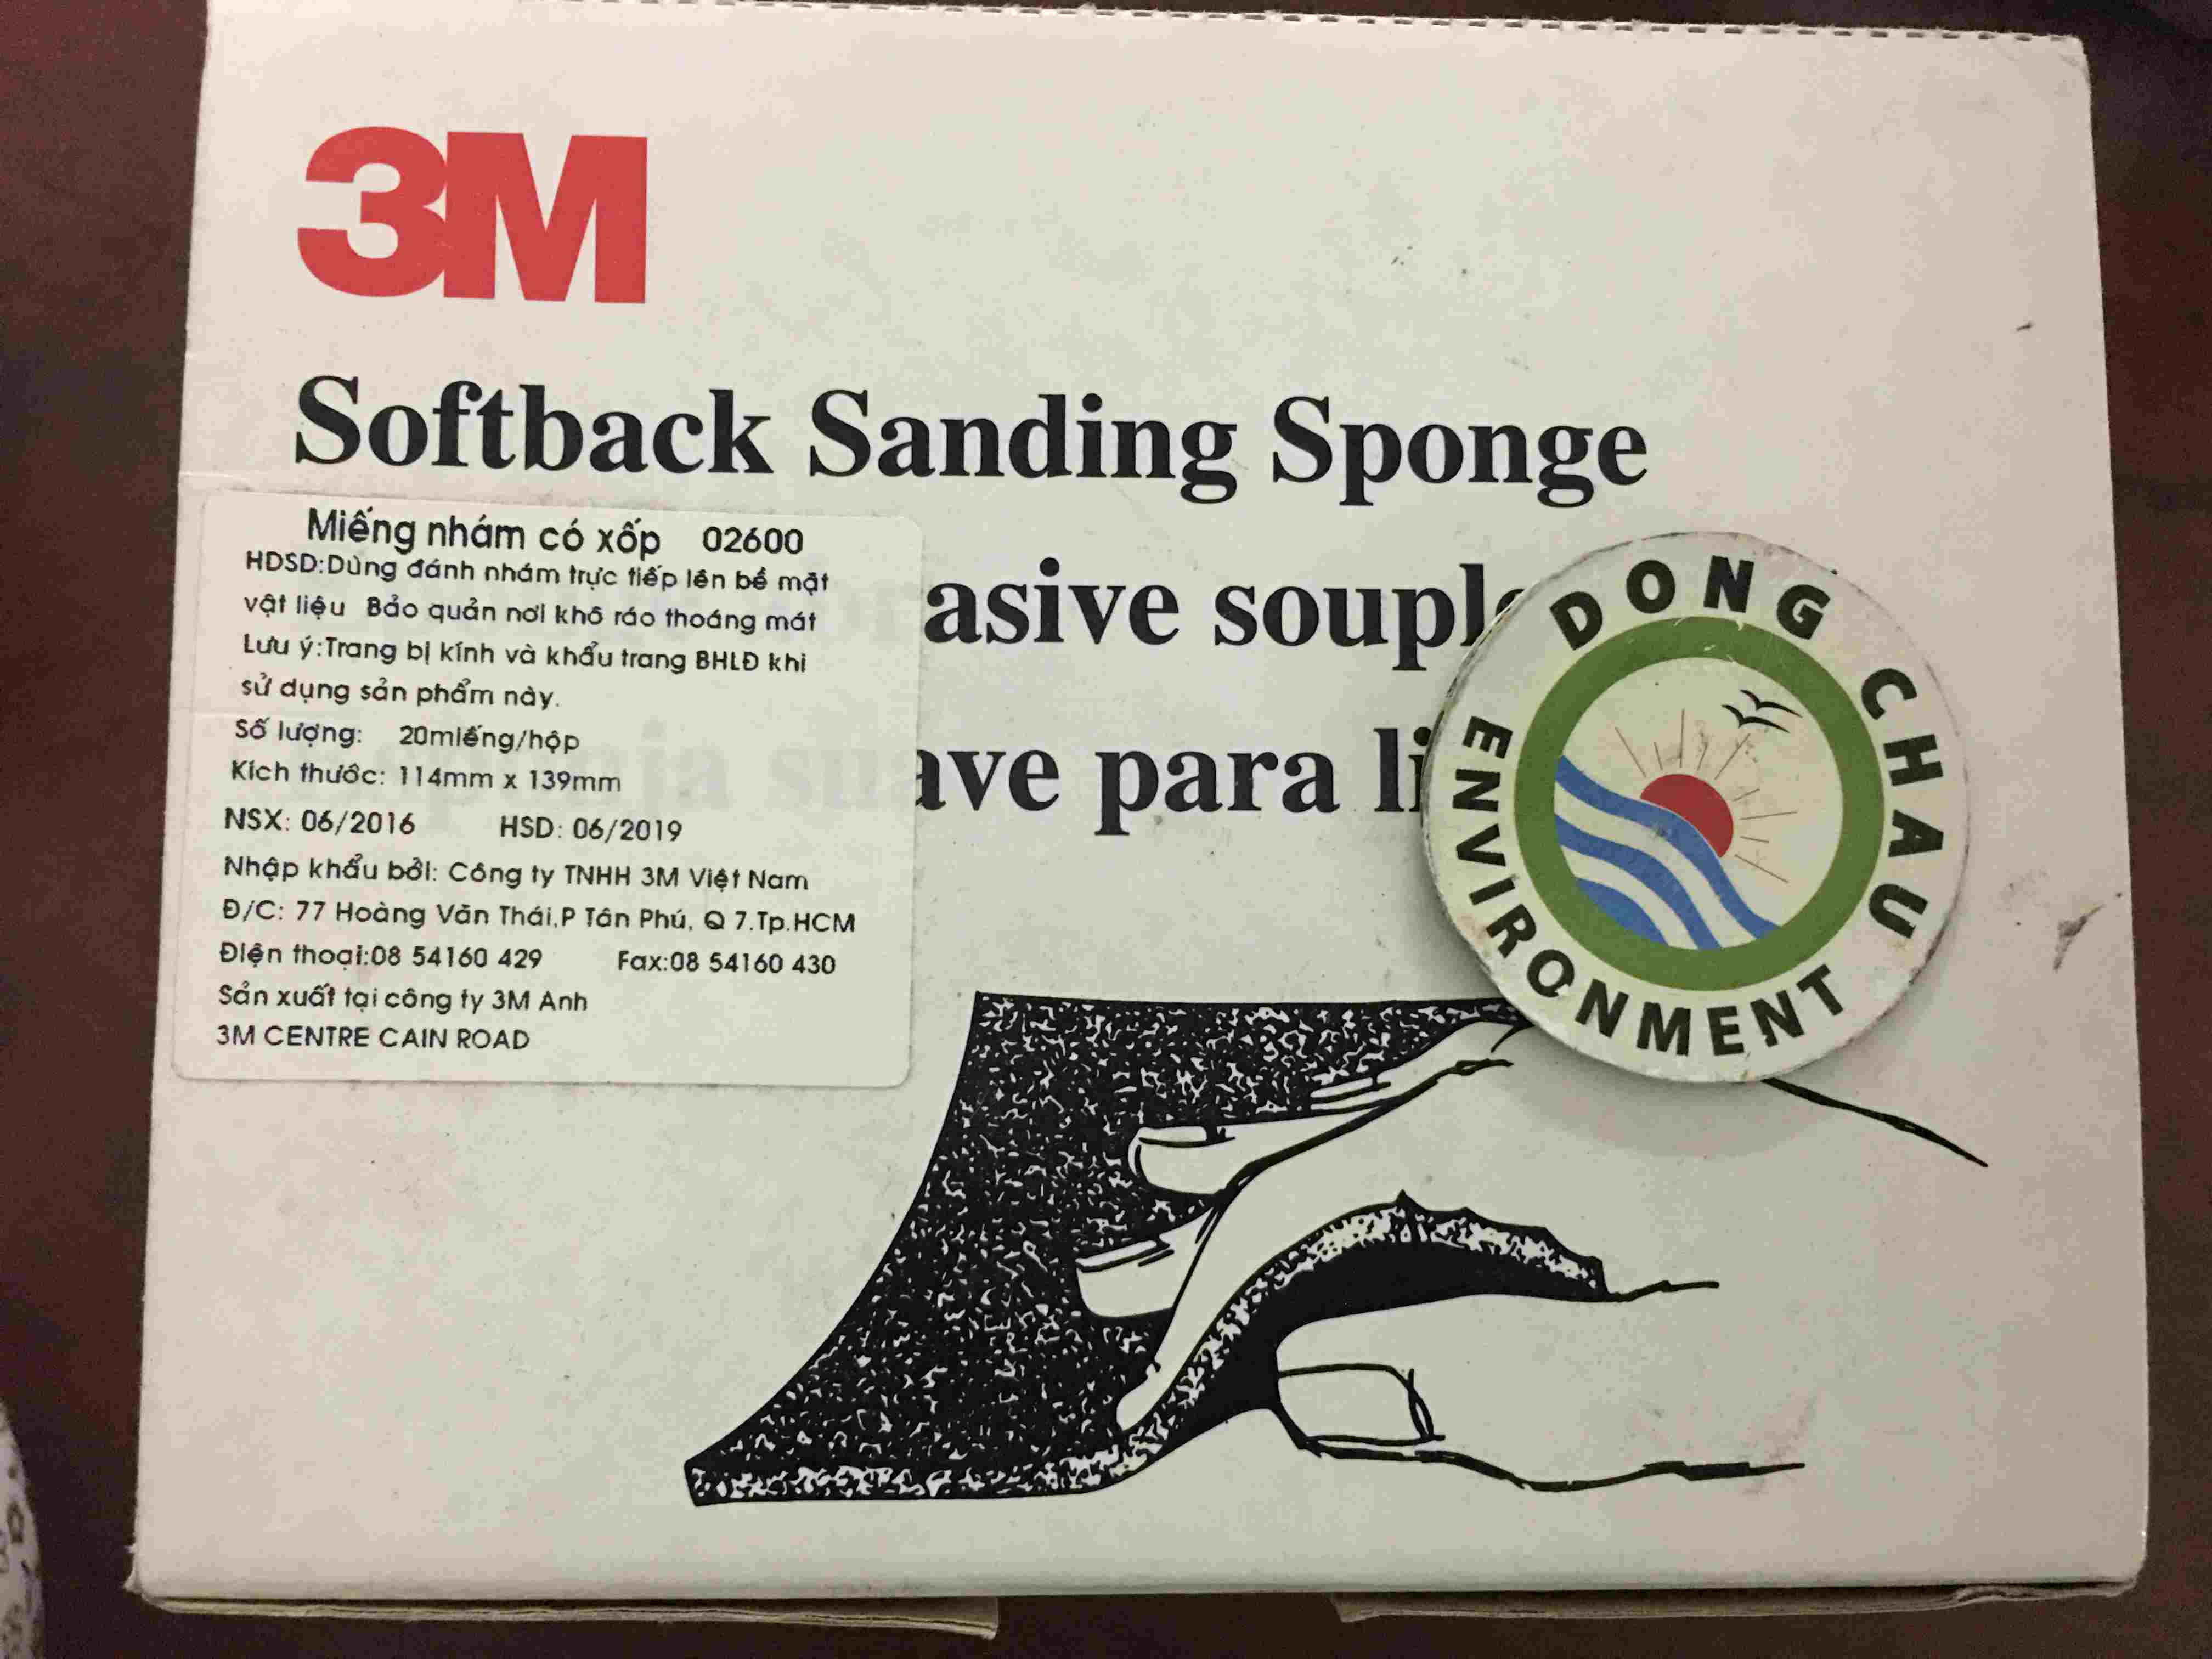 3M
Softback Sanding Sponge
asive soupl
ave para li
Miếng nhám có xốp 02600
HDSD:Dùng đánh nhám trực tiếp lên bề mặt
vật liệu Bảo quản nơi khô ráo thoáng mát
Lưu ý:Trang bị kính và khẩu trang BHLĐ khi
sử dụng sản phẩm này.
Số lượng: 20miếng/hộp
Kích thước: 114mm x 139mm
NSX: 06/2016 HSD: 06/2019
Nhập khẩu bởi: Công ty TNHH 3M Việt Nam
Đ/C: 77 Hoàng Văn Thái,P Tân Phú, Q 7.Tp.HCM
Điện thoại:08 54160 429 Fax:08 54160 430
Sản xuất tại công ty 3M Anh
3M CENTRE CAIN ROAD
DONG CHAU
ENVIRONMENT